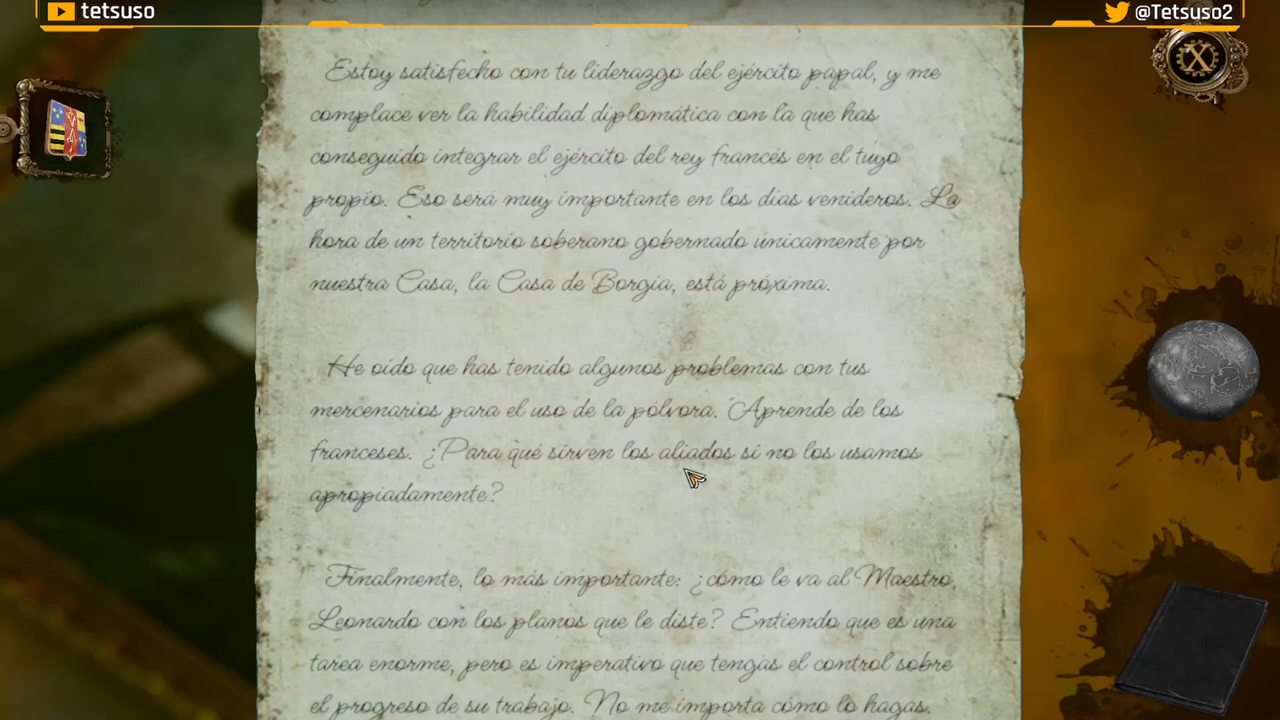 tetsuso
@Tetsuso2
Estoy satisfecho con tu liderazgo del ejército papal, y me
complace ver la habilidad diplomática con la que has
conseguido integrar el ejército del rey francés en el tuyo
propio. Eso será muy importante en los días venideros. La
hora de un territorio soberano gobernado únicamente por
nuestra Casa, la Casa de Borgia, está próxima.
He oído que has tenido algunos problemas con tus
mercenarios para el uso de la pólvora. Aprende de los
franceses. ¿Para qué sirven los aliados si no los usamos
apropiadamente?
Finalmente, lo más importante: ¿cómo le va al Maestro
Leonardo con los planos que le diste? Entiendo que es una
tarea enorme, pero es imperativo que tengas el control sobre
el progreso de su trabajo. No me importa cómo lo hagas.